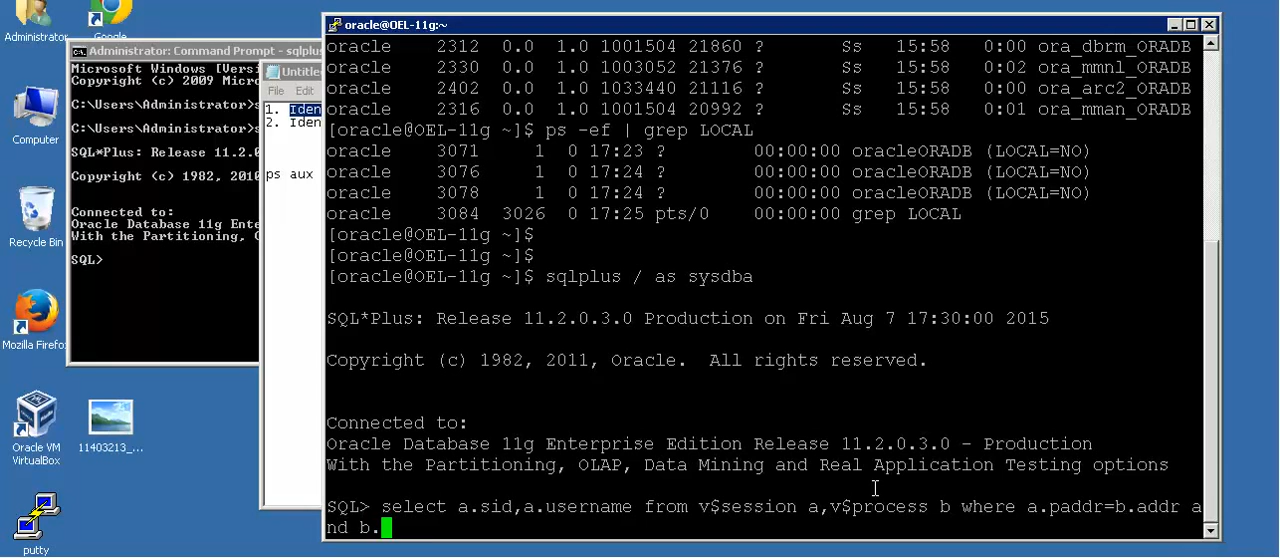 Administrator
Google
Computer
Recycle Bin
Mozilla Firefo
Oracle VM
VirtualBox
11403213_...
putty
Administrator: Command Prompt - sqlplus
Microsoft Windows [Versi
Copyright (c) 2009 Micro
C:\Users\Administrator>s
C:\Users\Administrator>s
SQL*Plus: Release 11.2.0
Copyright (c) 1982, 2010
Connected to:
Oracle Database 11g Ente
With the Partitioning, O
SQL>
Untitle
File Edit
1. Iden
2. Iden
ps aux
oracle@OEL-11g:~
oracle 2312 0.0 1.0 1001504 21860 ? Ss 15:58 0:00 ora_dbrm_ORADB
oracle 2330 0.0 1.0 1003052 21376 ? Ss 15:58 0:02 ora_mmnl_ORADB
oracle 2402 0.0 1.0 1033440 21116 ? Ss 15:58 0:00 ora_arc2_ORADB
oracle 2316 0.0 1.0 1001504 20992 ? Ss 15:58 0:01 ora_mman_ORADB
[oracle@OEL-11g ~]$ ps -ef | grep LOCAL
oracle 3071 1 0 17:23 ? 00:00:00 oracleORADB (LOCAL=NO)
oracle 3076 1 0 17:24 ? 00:00:00 oracleORADB (LOCAL=NO)
oracle 3078 1 0 17:24 ? 00:00:00 oracleORADB (LOCAL=NO)
oracle 3084 3026 0 17:25 pts/0 00:00:00 grep LOCAL
[oracle@OEL-11g ~]$
[oracle@OEL-11g ~]$
[oracle@OEL-11g ~]$ sqlplus / as sysdba
SQL*Plus: Release 11.2.0.3.0 Production on Fri Aug 7 17:30:00 2015
Copyright (c) 1982, 2011, Oracle. All rights reserved.
Connected to:
Oracle Database 11g Enterprise Edition Release 11.2.0.3.0 - Production
With the Partitioning, OLAP, Data Mining and Real Application Testing options
SQL> select a.sid,a.username from v$session a,v$process b where a.paddr=b.addr a
nd b.